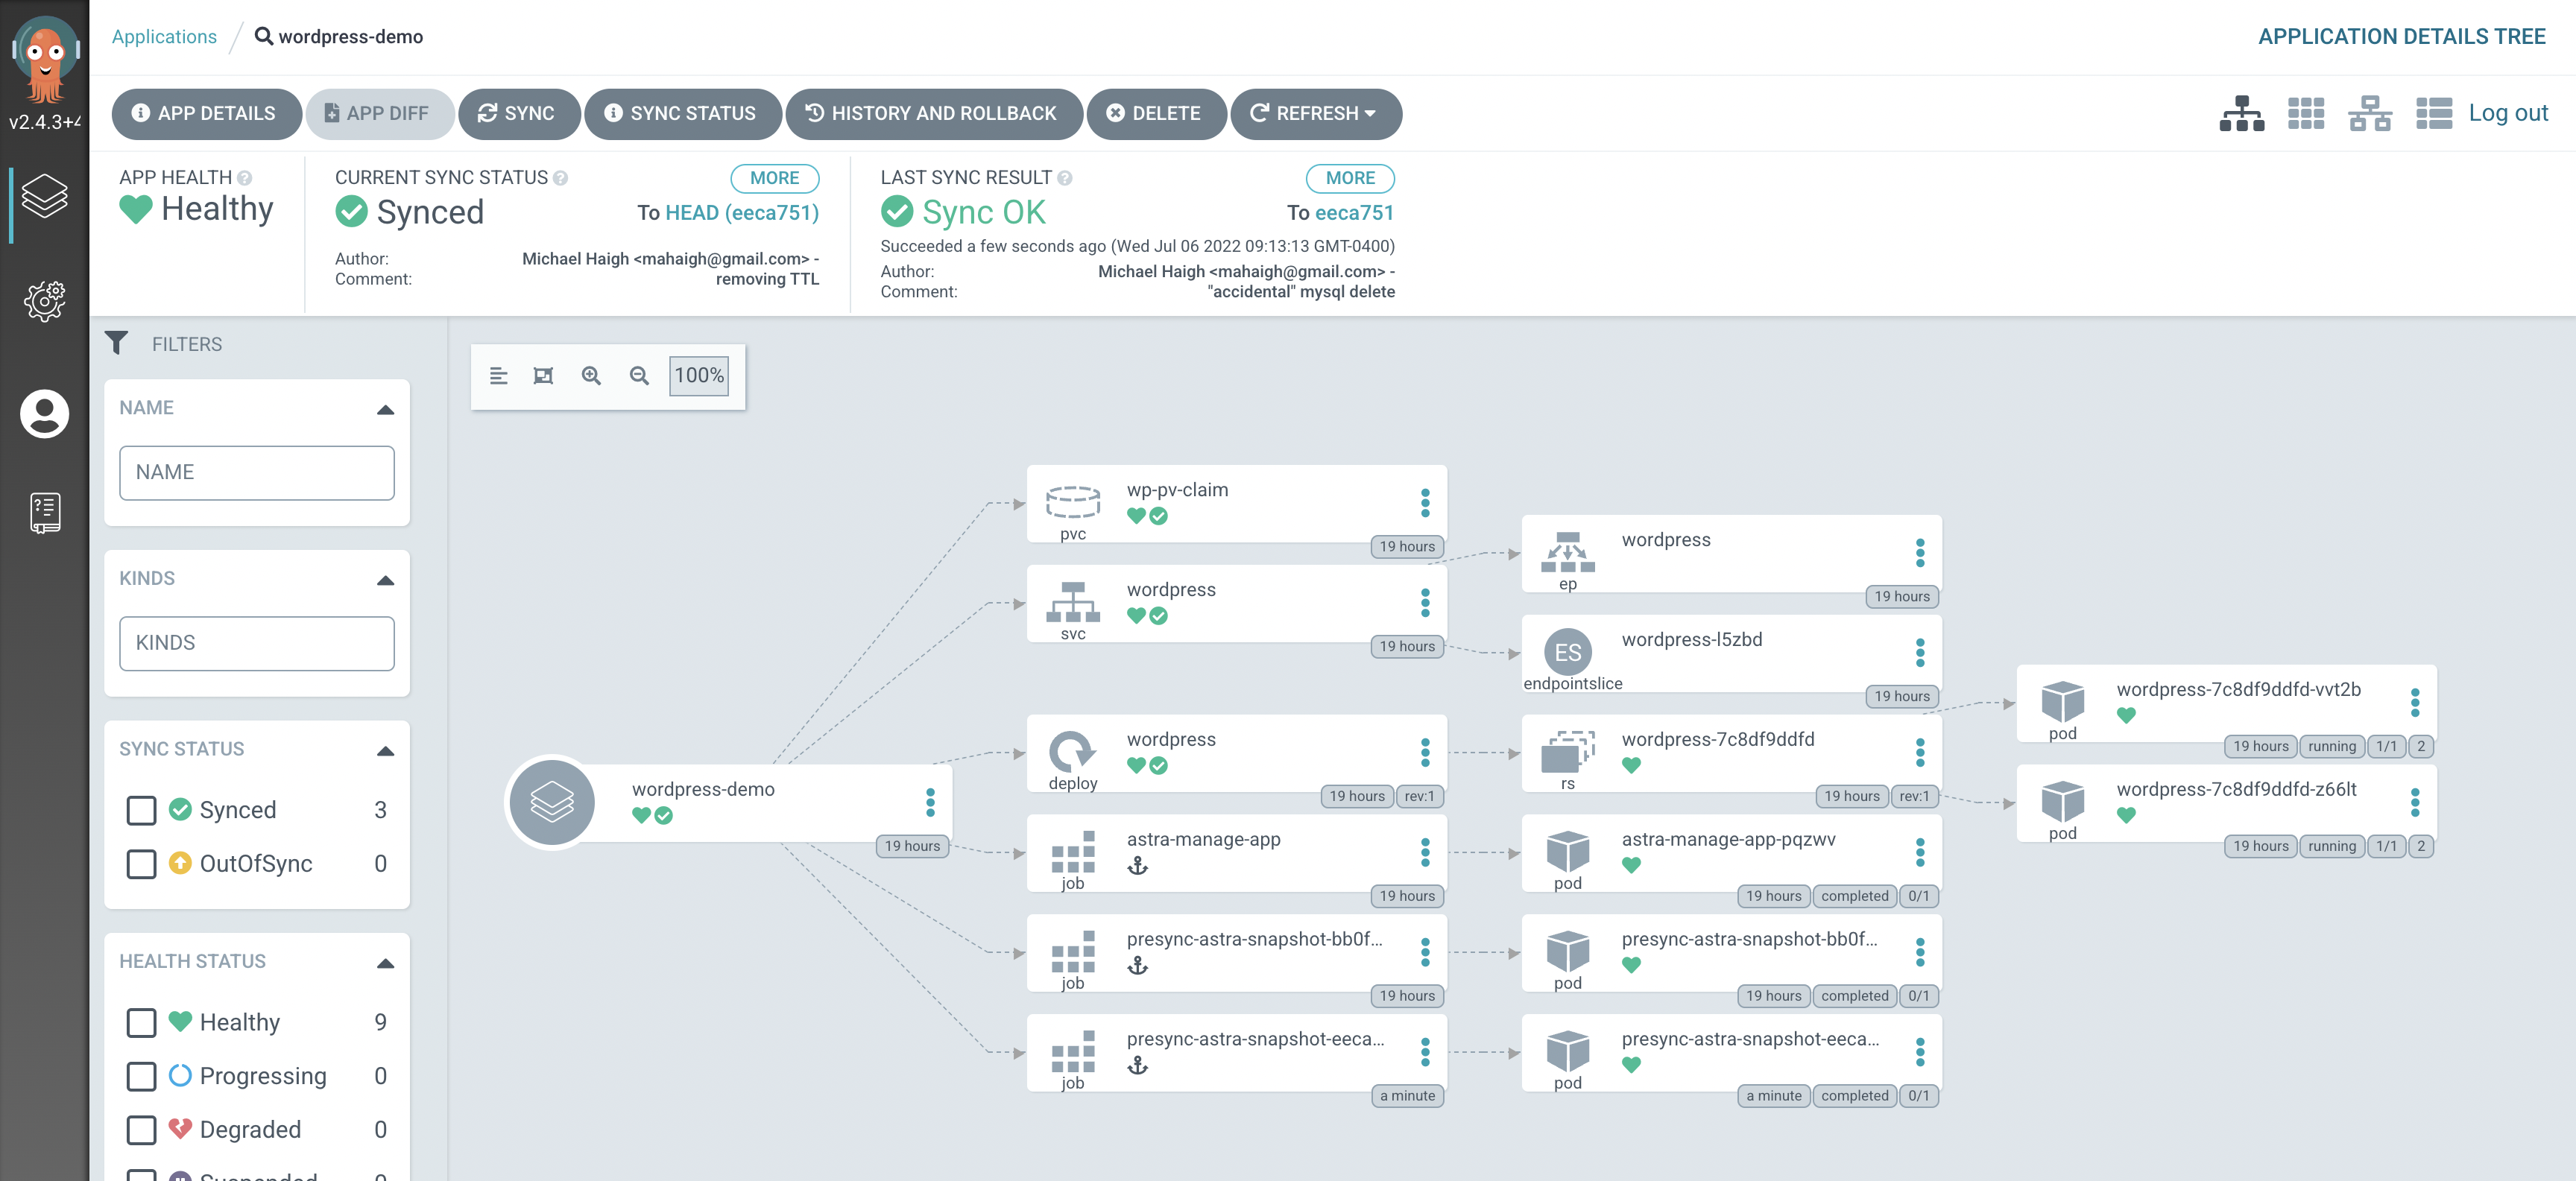 Applications / wordpress-demo
APPLICATION DETAILS TREE
v2.4.3+4
APP DETAILS
APP DIFF
SYNC
SYNC STATUS
HISTORY AND ROLLBACK
DELETE
REFRESH
Log out
APP HEALTH
Healthy
CURRENT SYNC STATUS
MORE
Synced
To HEAD (eeca751)
Author: Michael Haigh <mahaigh@gmail.com> -
Comment: removing TTL
LAST SYNC RESULT
MORE
Sync OK
To eeca751
Succeeded a few seconds ago (Wed Jul 06 2022 09:13:13 GMT-0400)
Author: Michael Haigh <mahaigh@gmail.com> -
Comment: "accidental" mysql delete
FILTERS
NAME
NAME
KINDS
KINDS
SYNC STATUS
Synced 3
OutOfSync 0
HEALTH STATUS
Healthy 9
Progressing 0
Degraded 0
Suspended 0
100%
wordpress-demo
19 hours
wp-pv-claim
pvc
19 hours
wordpress
svc
19 hours
wordpress
deploy
19 hours rev:1
astra-manage-app
job
19 hours
presync-astra-snapshot-bb0f...
job
19 hours
presync-astra-snapshot-eeca...
job
a minute
wordpress
ep
19 hours
wordpress-l5zbd
ES
endpointslice
19 hours
wordpress-7c8df9ddfd
rs
19 hours rev:1
astra-manage-app-pqzwv
pod
19 hours completed 0/1
presync-astra-snapshot-bb0f...
pod
19 hours completed 0/1
presync-astra-snapshot-eeca...
pod
a minute completed 0/1
wordpress-7c8df9ddfd-vvt2b
pod
19 hours running 1/1 2
wordpress-7c8df9ddfd-z66lt
pod
19 hours running 1/1 2